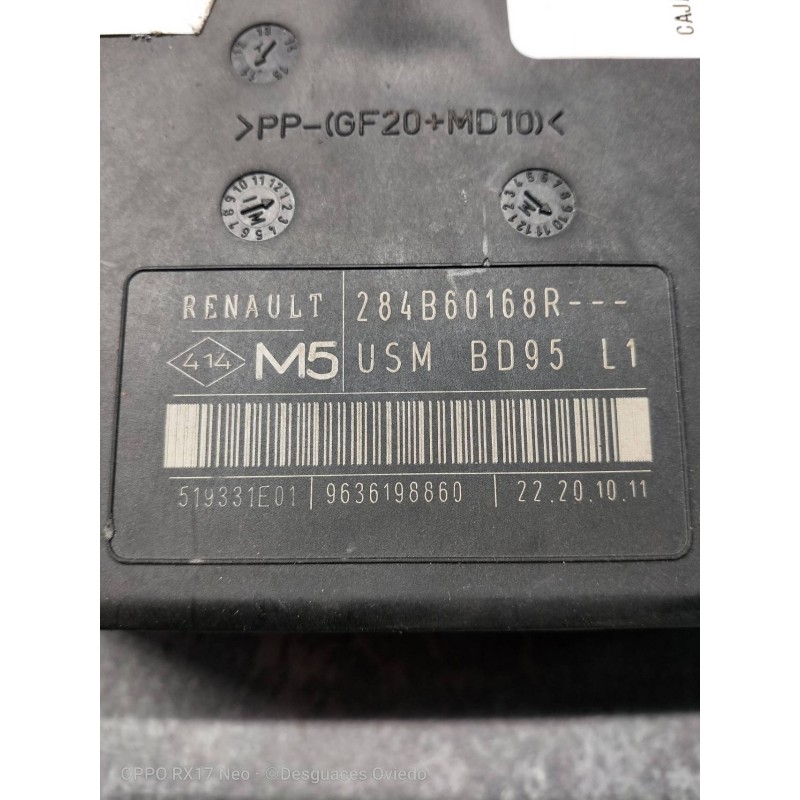 CAJ
>PP-(GF20+MD10)<
RENAULT 284B60168R---
414 M5 USM BD95 L1
519331E01 9636198860 22.20.10.11
OPPO RX17 Neo · ©Desguaces Oviedo